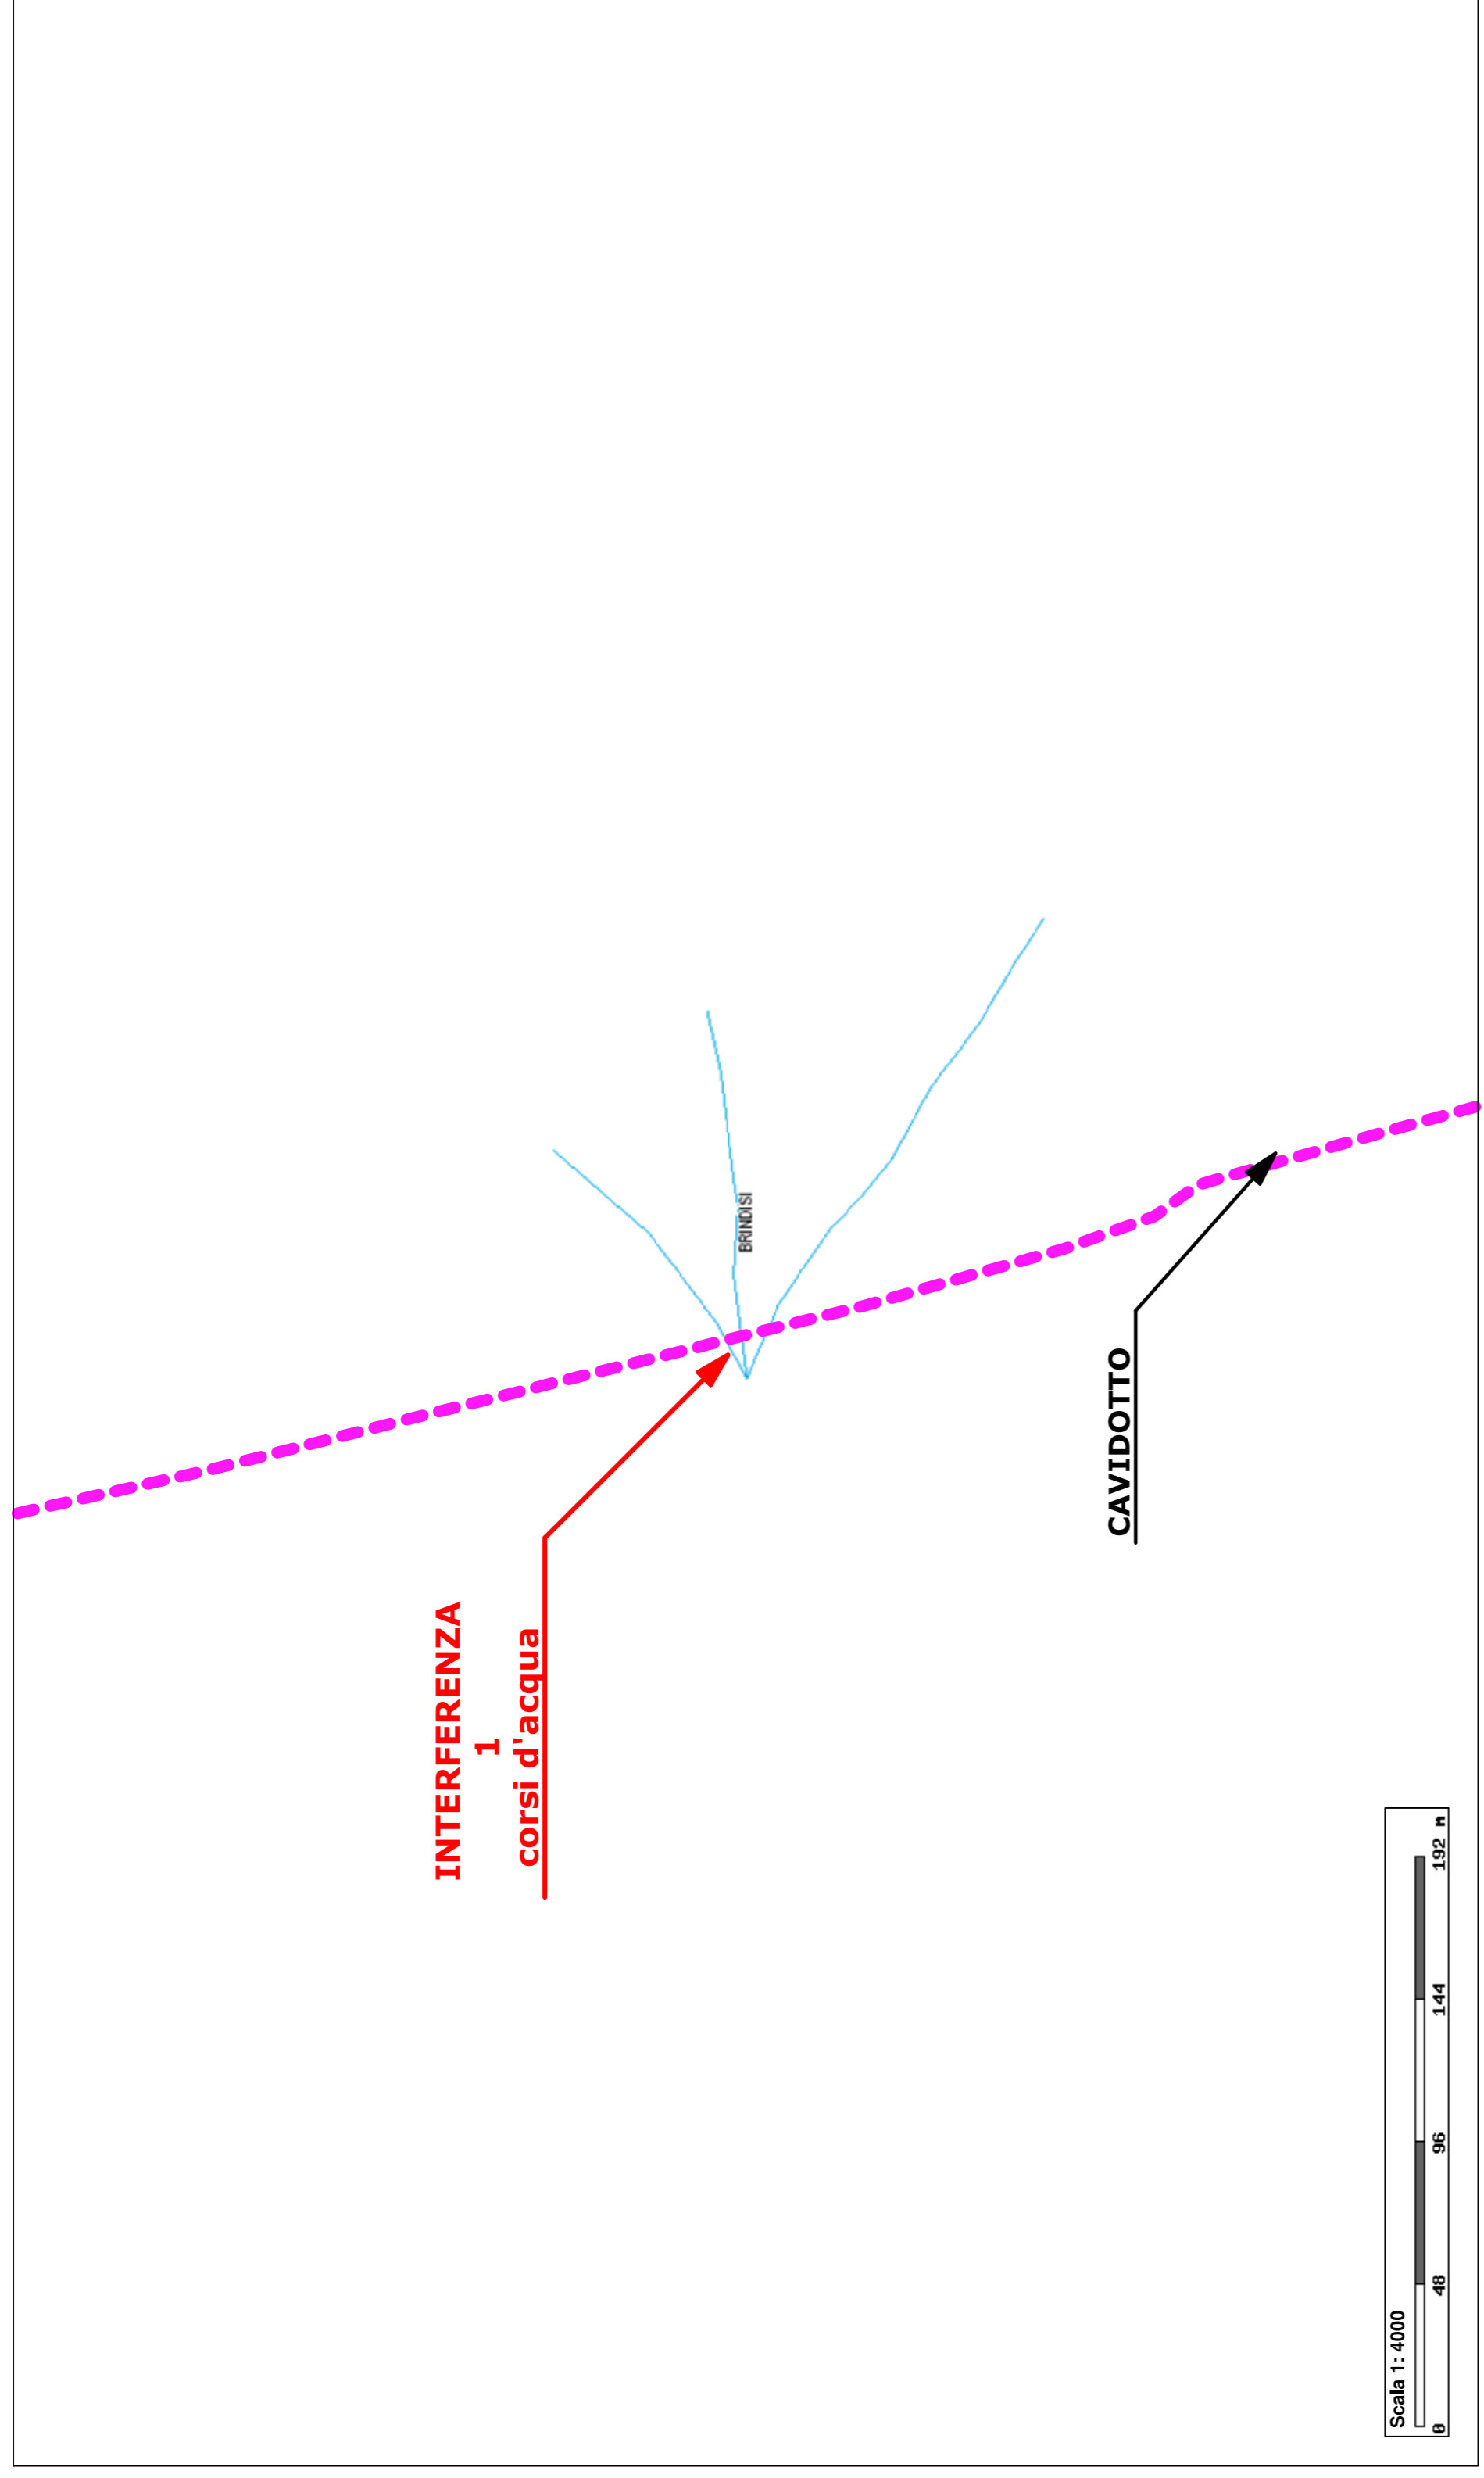 INTERFERENZA
1
corsi d'acqua
BRINDISI
CAVIDOTTO
Scala 1: 4000
0 48 96 144 192 m